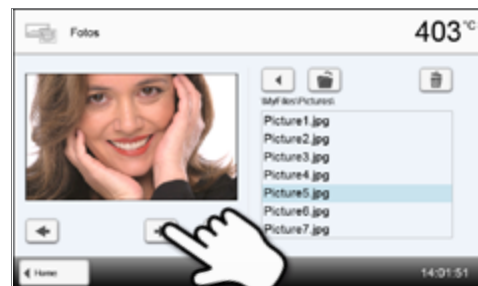 Fotos
403°C
\MyFiles\Pictures\
Picture1.jpg
Picture2.jpg
Picture3.jpg
Picture4.jpg
Picture5.jpg
Picture6.jpg
Picture7.jpg
Home
14:01:51